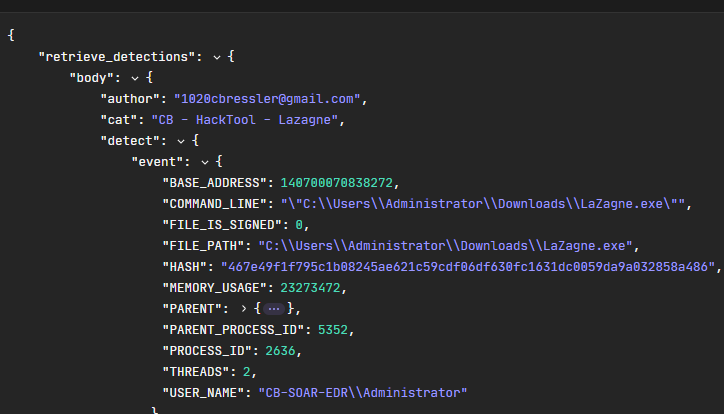 {
"retrieve_detections": {
"body": {
"author": "1020cbressler@gmail.com",
"cat": "CB - HackTool - Lazagne",
"detect": {
"event": {
"BASE_ADDRESS": 140700070838272,
"COMMAND_LINE": "\"C:\\Users\\Administrator\\Downloads\\LaZagne.exe\"",
"FILE_IS_SIGNED": 0,
"FILE_PATH": "C:\\Users\\Administrator\\Downloads\\LaZagne.exe",
"HASH": "467e49f1f795c1b08245ae621c59cdf06df630fc1631dc0059da9a032858a486",
"MEMORY_USAGE": 23273472,
"PARENT": {...},
"PARENT_PROCESS_ID": 5352,
"PROCESS_ID": 2636,
"THREADS": 2,
"USER_NAME": "CB-SOAR-EDR\\Administrator"
}